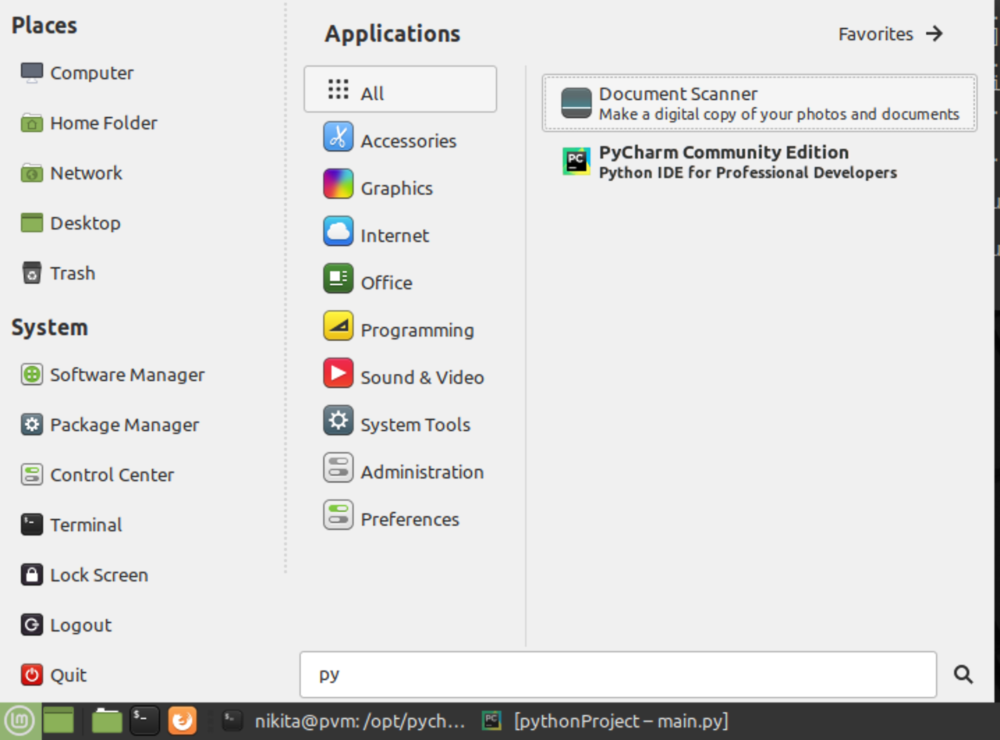 Places
Computer
Home Folder
Network
Desktop
Trash
System
Software Manager
Package Manager
Control Center
Terminal
Lock Screen
Logout
Quit
Applications
Favorites →
All
Accessories
Graphics
Internet
Office
Programming
Sound & Video
System Tools
Administration
Preferences
Document Scanner
Make a digital copy of your photos and documents
PC
PyCharm Community Edition
Python IDE for Professional Developers
py
lm
$-
nikita@pvm: /opt/pych...
PC
[pythonProject – main.py]